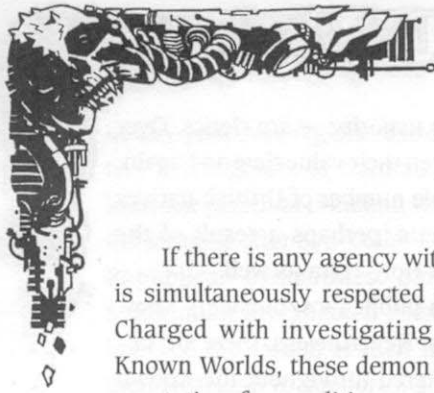 If there is any agency wit
is simultaneously respected
Charged with investigating
Known Worlds, these demon